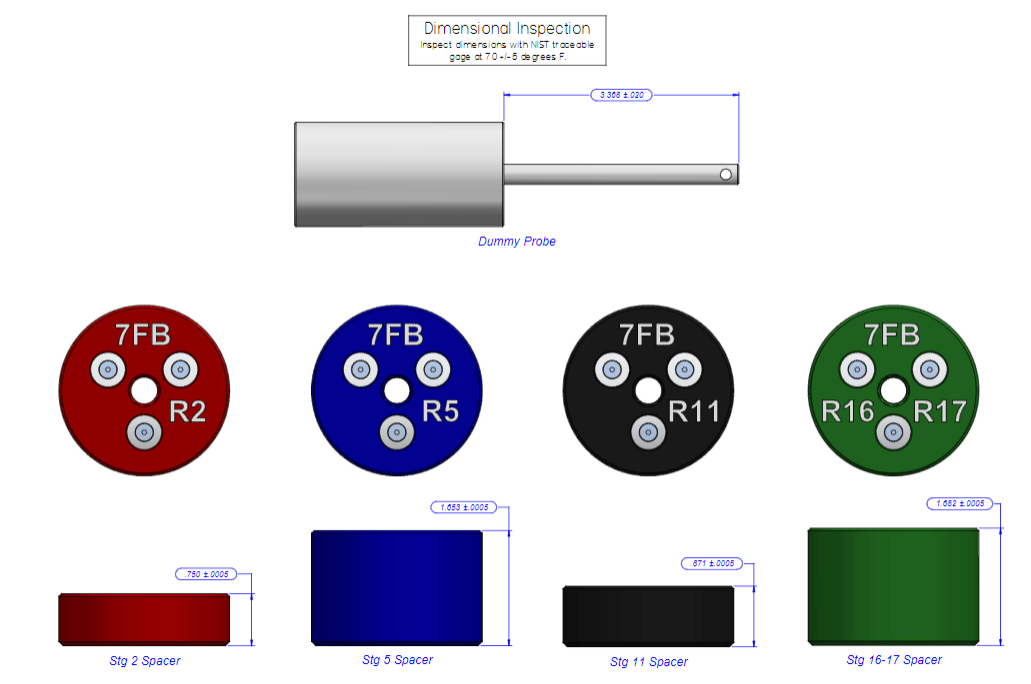 Dimensional Inspection
Inspect dimensions with NIST traceable
gage at 70 +/-5 degrees F.
3.368 ±.020
Dummy Probe
7FB
R2
7FB
R5
7FB
R11
7FB
R16 R17
.750 ±.0005
1.653 ±.0005
.871 ±.0005
1.682 ±.0005
Stg 2 Spacer
Stg 5 Spacer
Stg 11 Spacer
Stg 16-17 Spacer